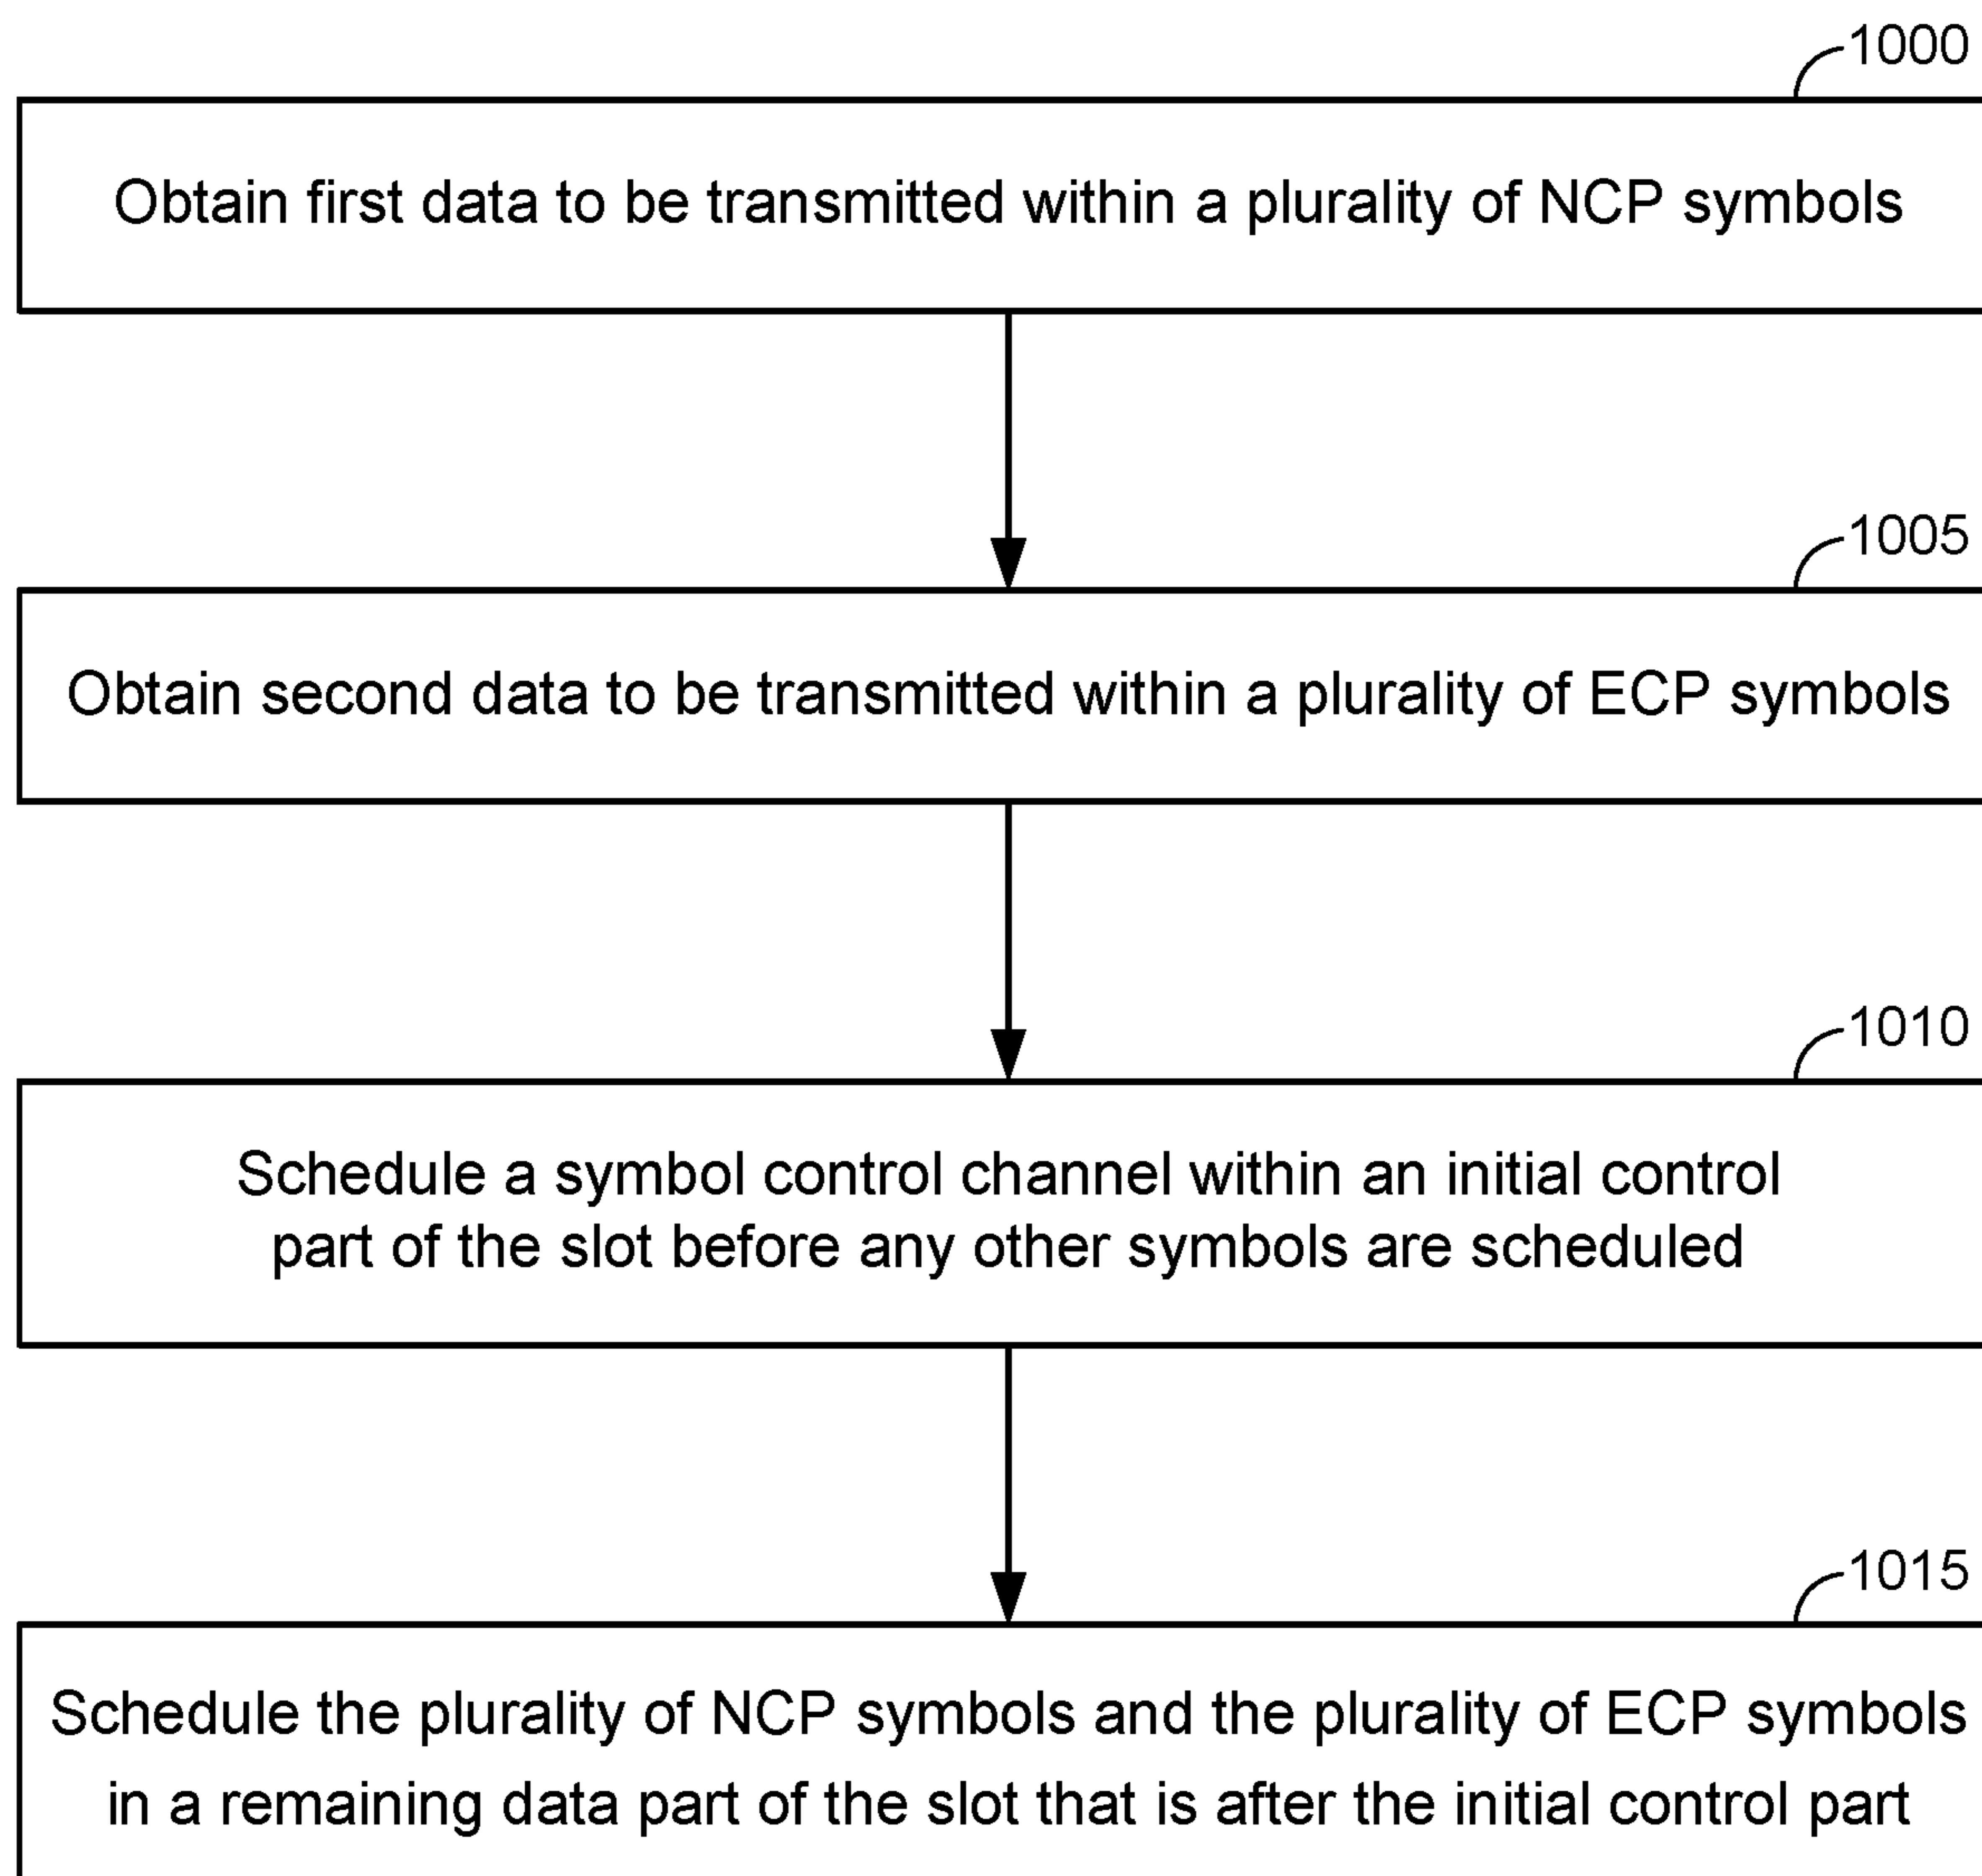 1000
Obtain first data to be transmitted within a plurality of NCP symbols
1005
Obtain second data to be transmitted within a plurality of ECP symbols
1010
Schedule a symbol control channel within an initial control
part of the slot before any other symbols are scheduled
1015
Schedule the plurality of NCP symbols and the plurality of ECP symbols
in a remaining data part of the slot that is after the initial control part